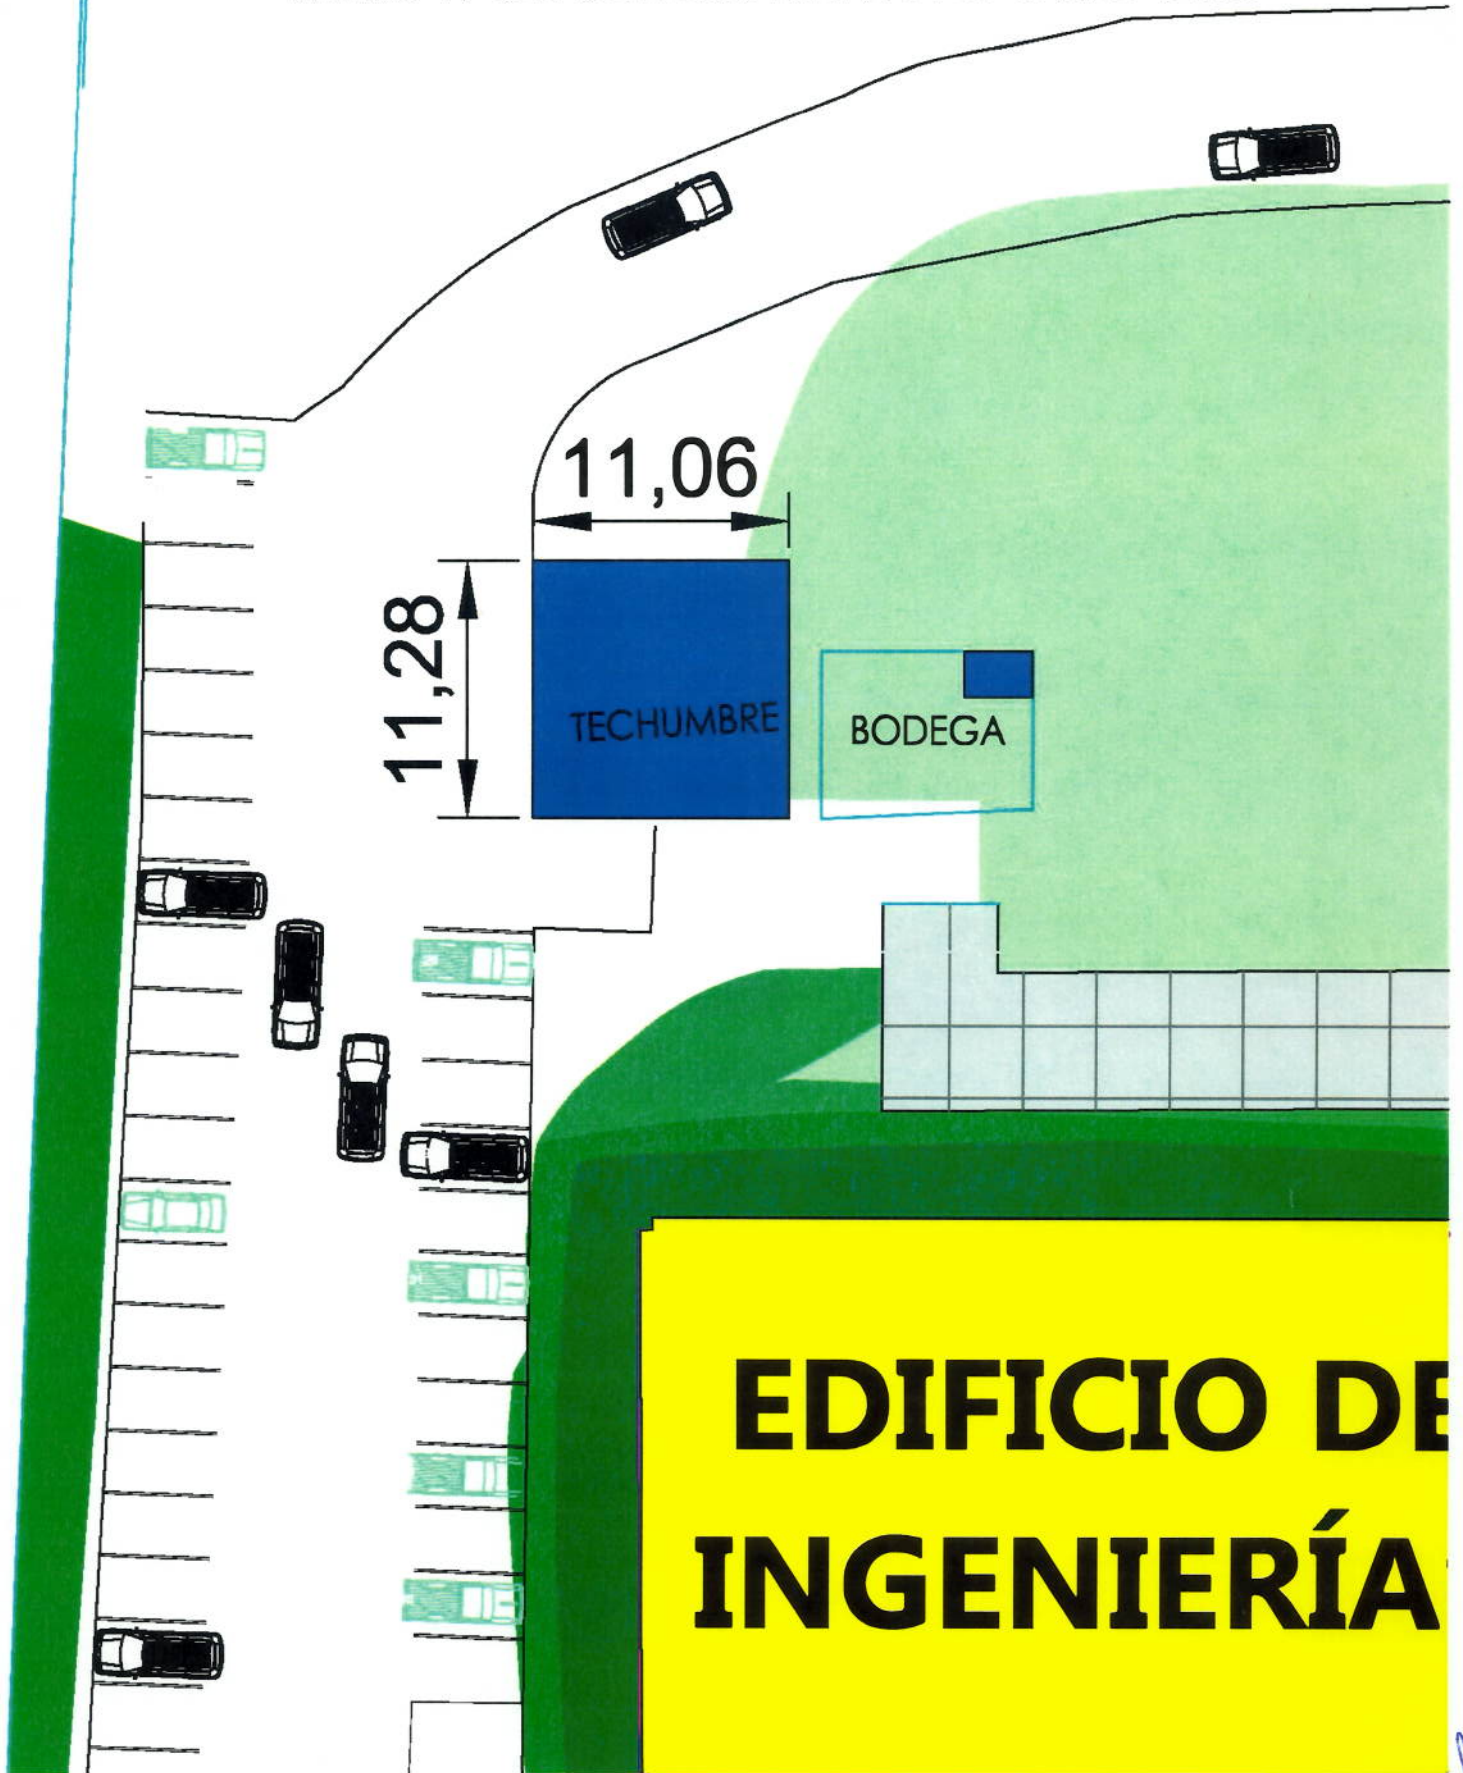 11,06
11,28
TECHUMBRE
BODEGA
EDIFICIO DE
INGENIERÍA